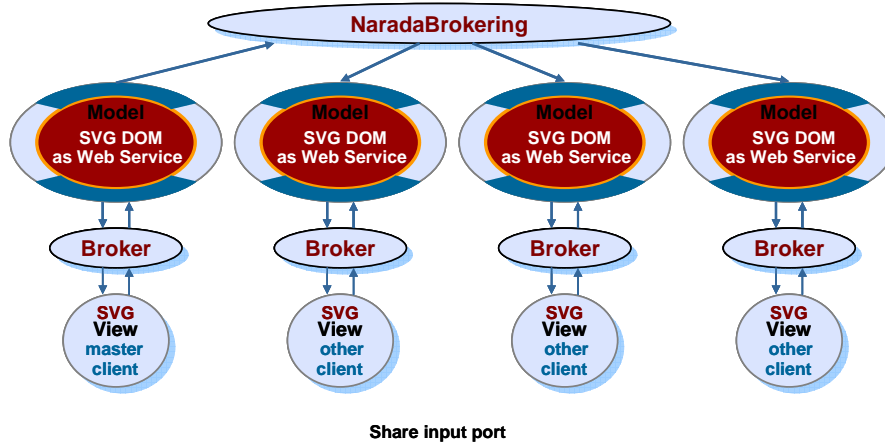 NaradaBrokering
Model
SVG DOM
as Web Service
Model
SVG DOM
as Web Service
Model
SVG DOM
as Web Service
Model
SVG DOM
as Web Service
Broker
Broker
Broker
Broker
SVG
View
master
client
SVG
View
other
client
SVG
View
other
client
SVG
View
other
client
Share input port